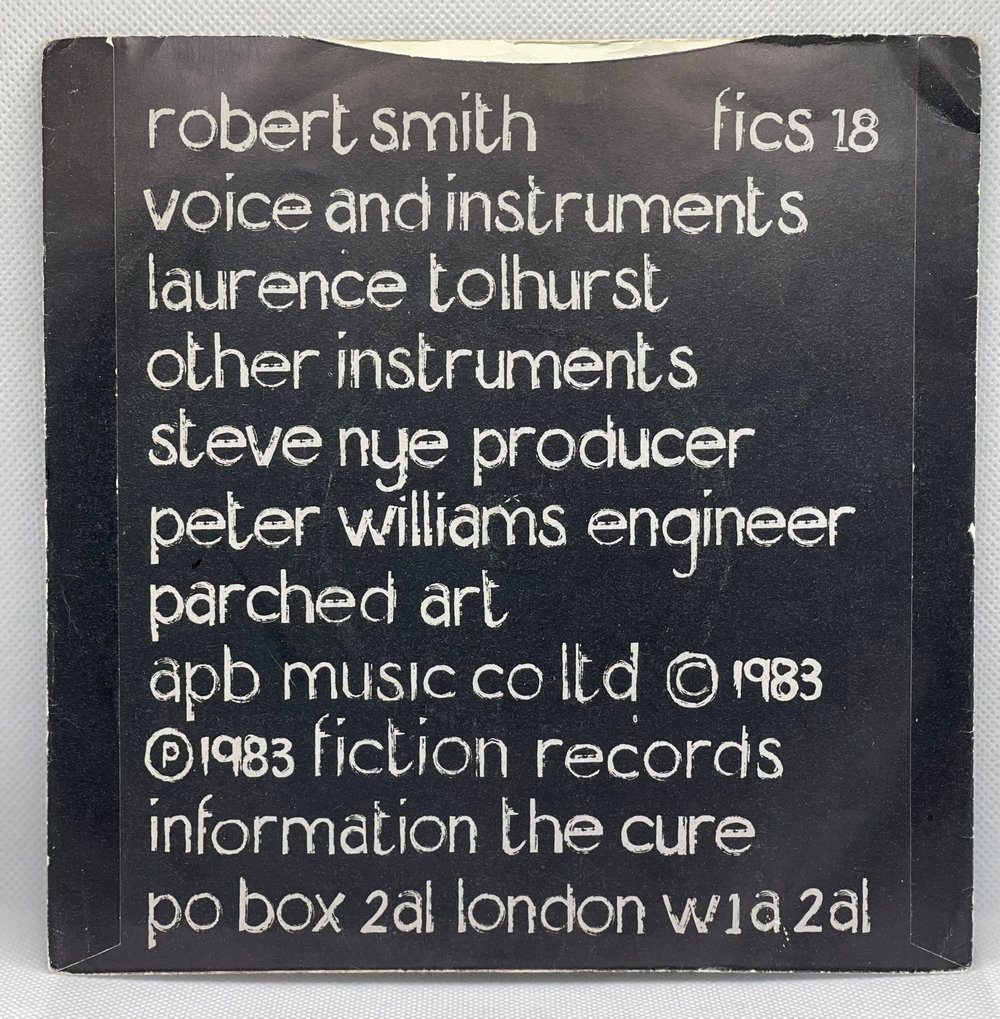 robert smith fics 18
voice and instruments
laurence tolhurst
other instruments
steve nye producer
peter williams engineer
parched art
apb music co ltd © 1983
℗ 1983 fiction records
information the cure
po box 2al london w1a 2al